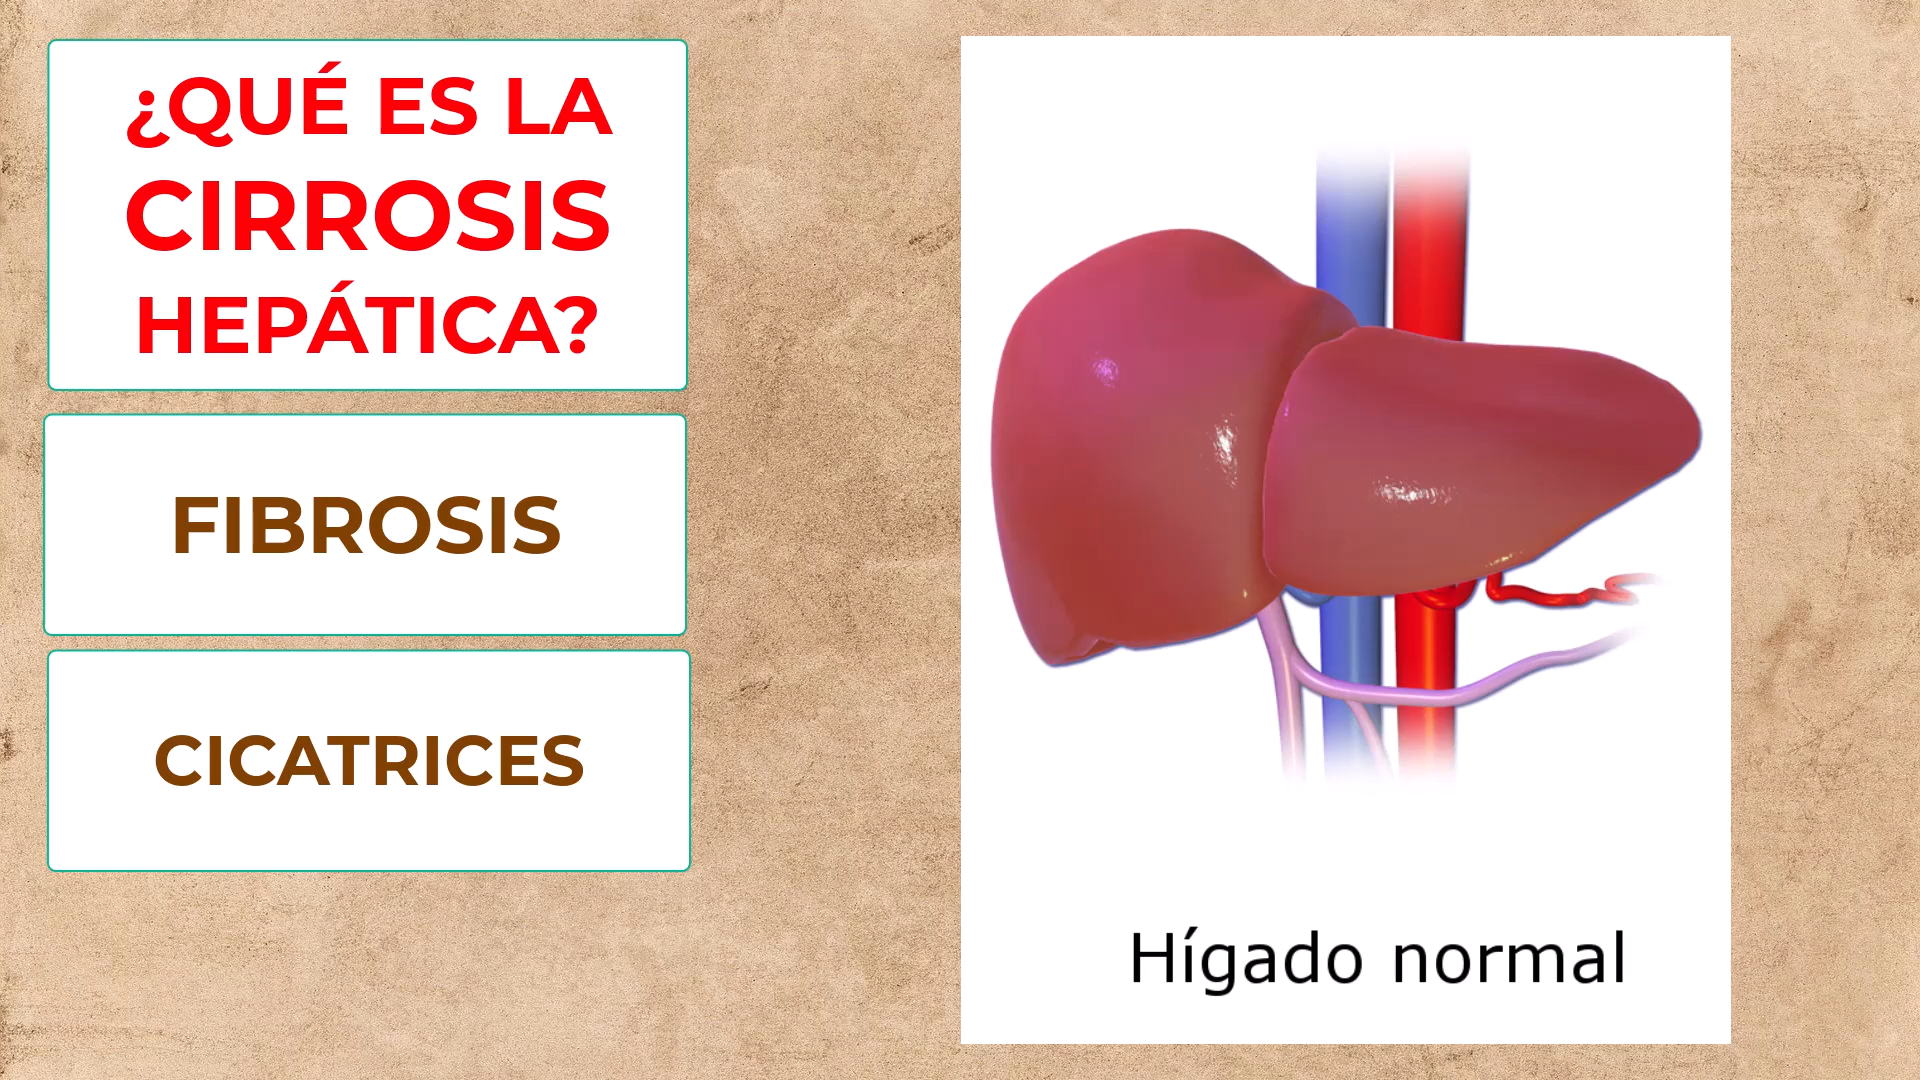 ¿QUÉ ES LA
CIRROSIS
HEPÁTICA?
FIBROSIS
CICATRICES
Hígado normal